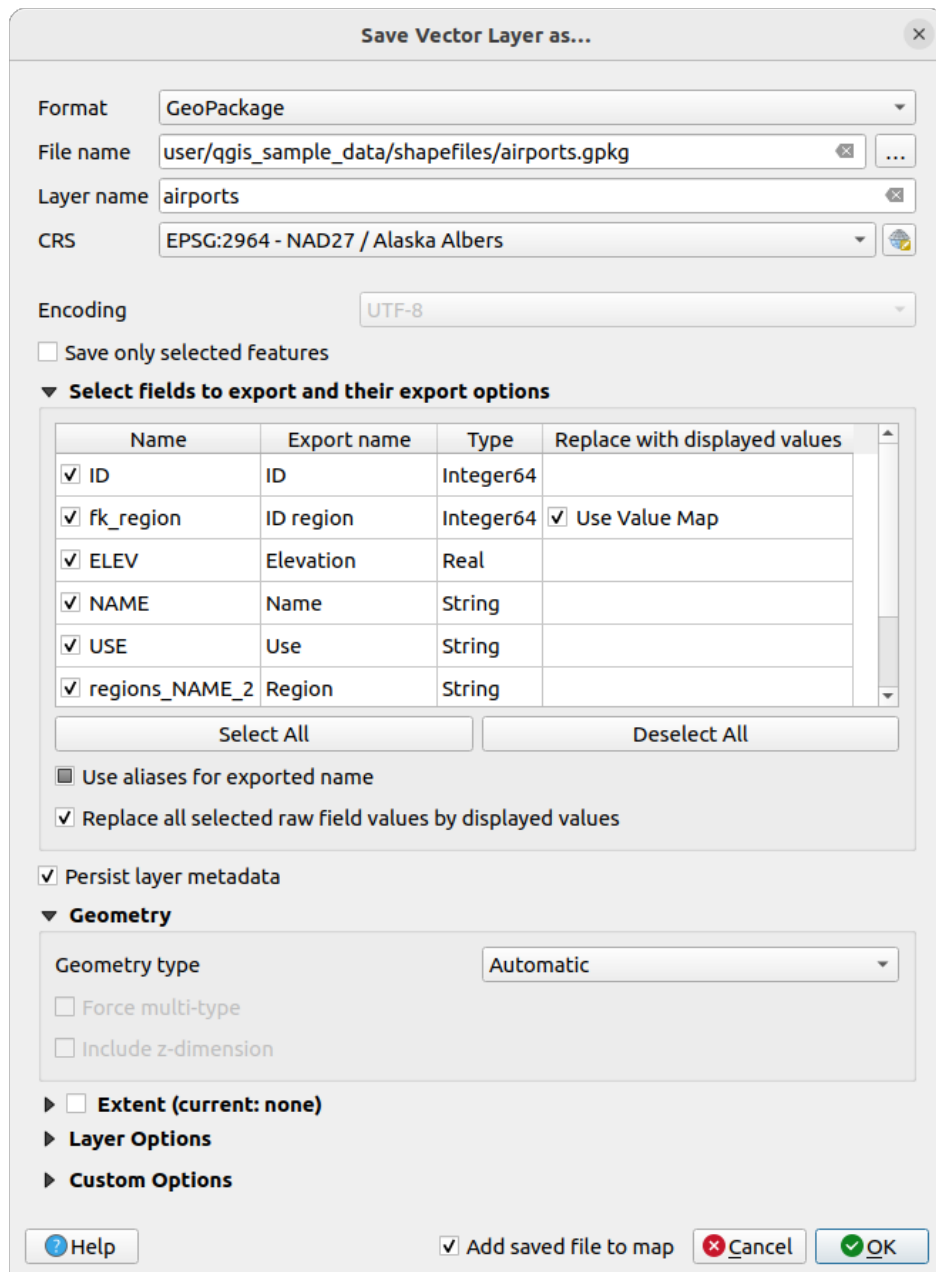 Save Vector Layer as...
Format GeoPackage
File name user/qgis_sample_data/shapefiles/airports.gpkg ...
Layer name airports
CRS EPSG:2964 - NAD27 / Alaska Albers
Encoding UTF-8
Save only selected features
Select fields to export and their export options
Name Export name Type Replace with displayed values
ID ID Integer64
fk_region ID region Integer64 Use Value Map
ELEV Elevation Real
NAME Name String
USE Use String
regions_NAME_2 Region String
Select All Deselect All
Use aliases for exported name
Replace all selected raw field values by displayed values
Persist layer metadata
Geometry
Geometry type Automatic
Force multi-type
Include z-dimension
Extent (current: none)
Layer Options
Custom Options
Help Add saved file to map Cancel OK